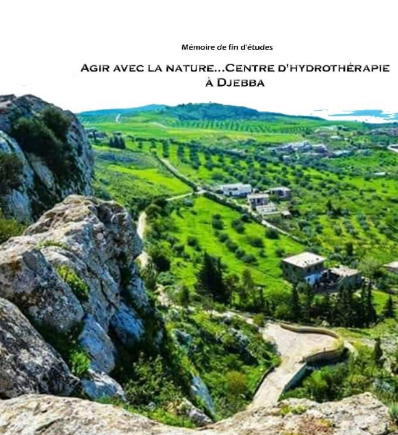 Mémoire de fin d'études
Agir avec la nature...Centre d'hydrothérapie
à Djebba